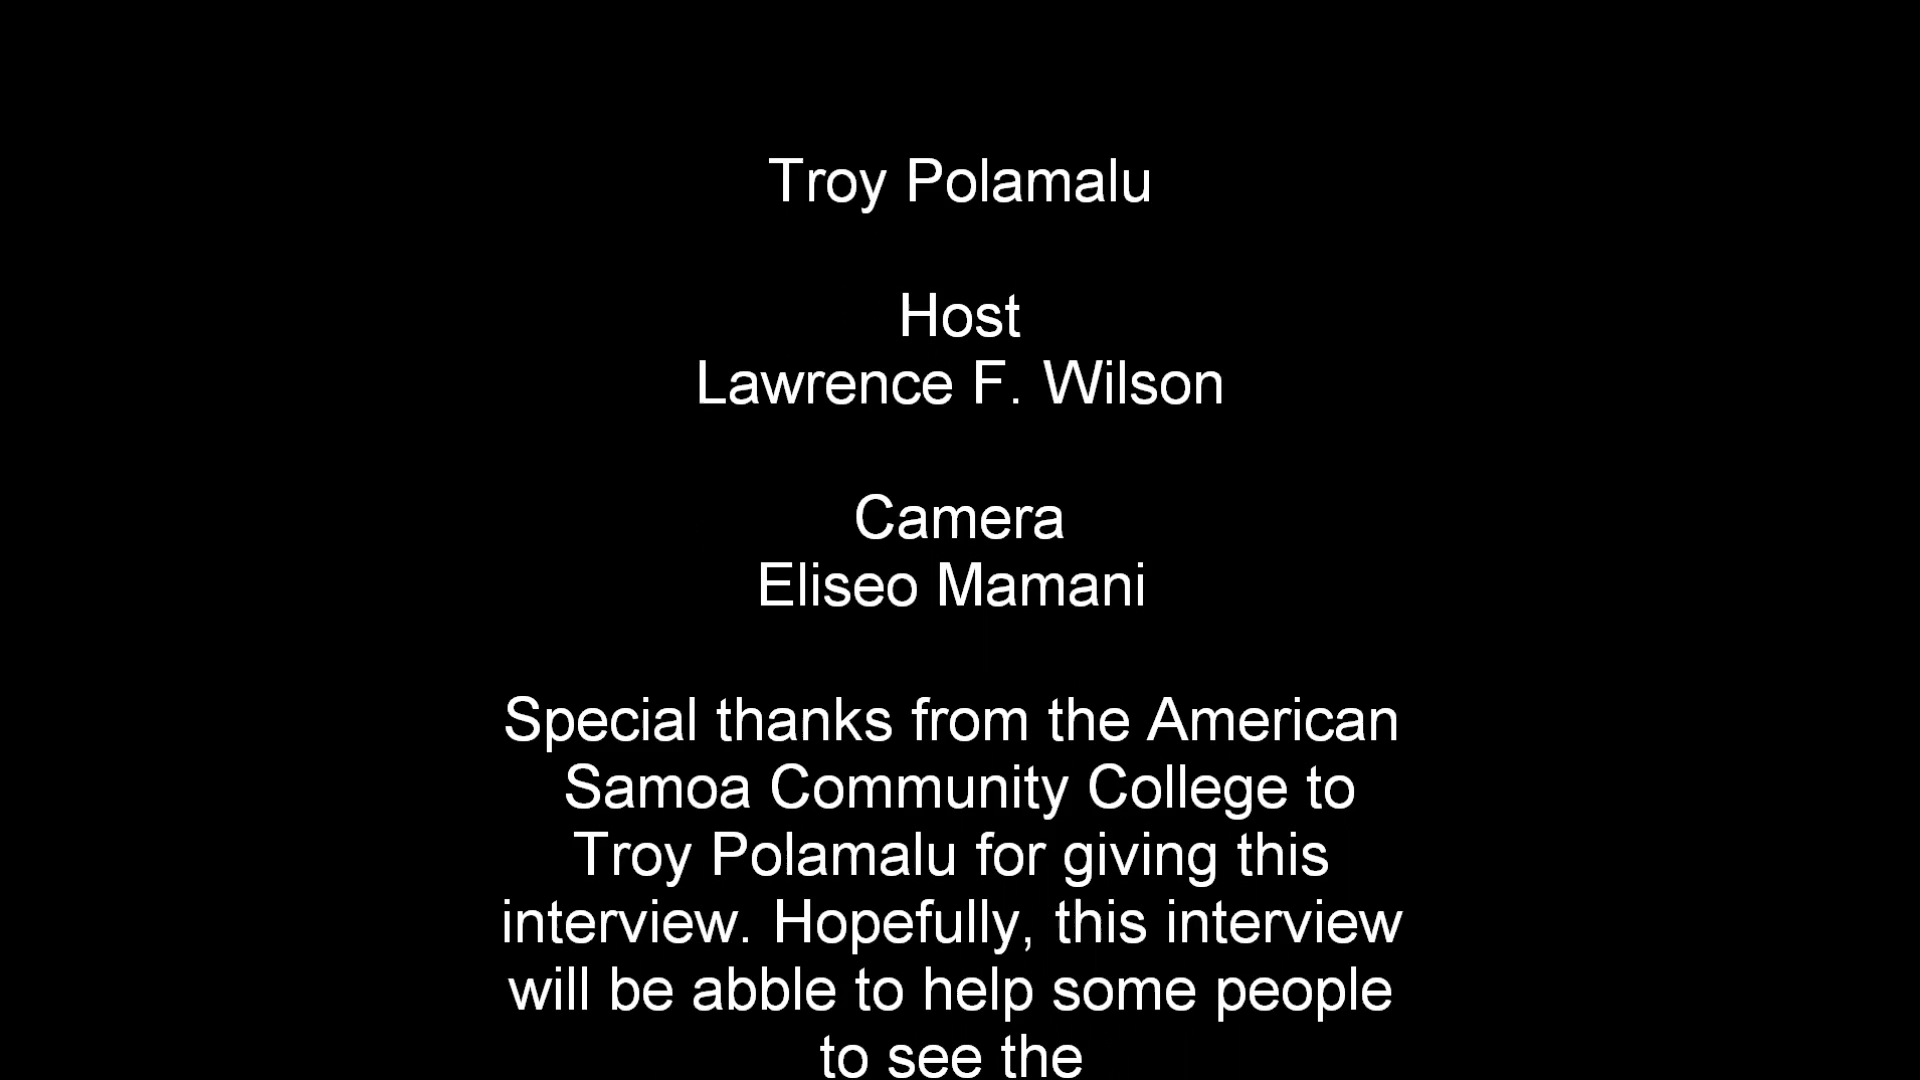 Troy Polamalu
Host
Lawrence F. Wilson
Camera
Eliseo Mamani
Special thanks from the American
Samoa Community College to
Troy Polamalu for giving this
interview. Hopefully, this interview
will be abble to help some people
to see the